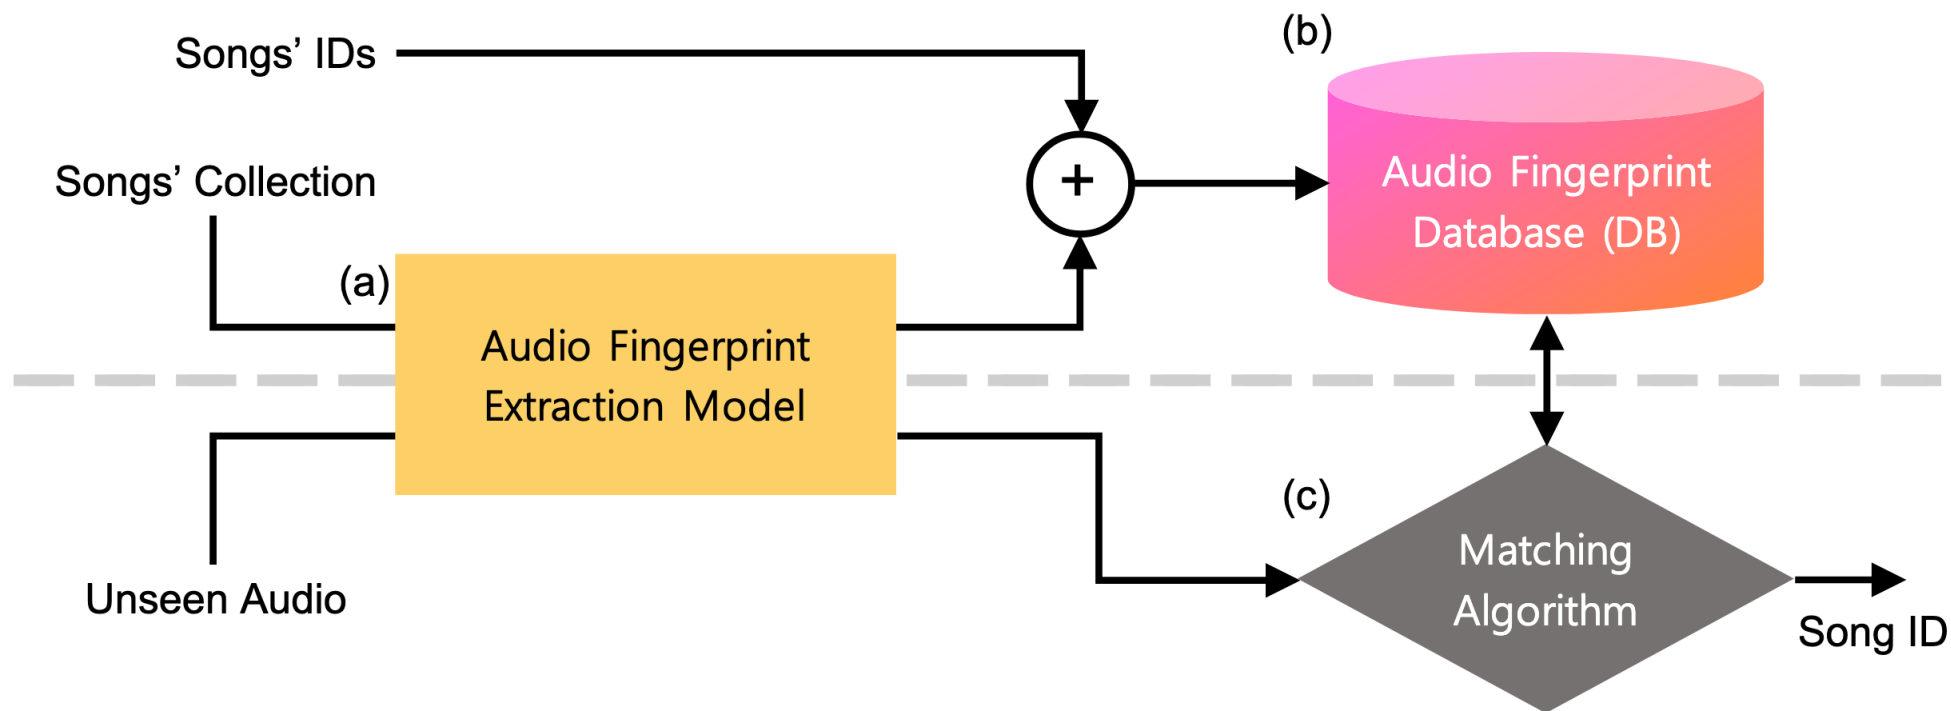 Songs’ IDs
(b)
Songs’ Collection
+
Audio Fingerprint
Database (DB)
(a)
Audio Fingerprint
Extraction Model
(c)
Unseen Audio
Matching
Algorithm
Song ID